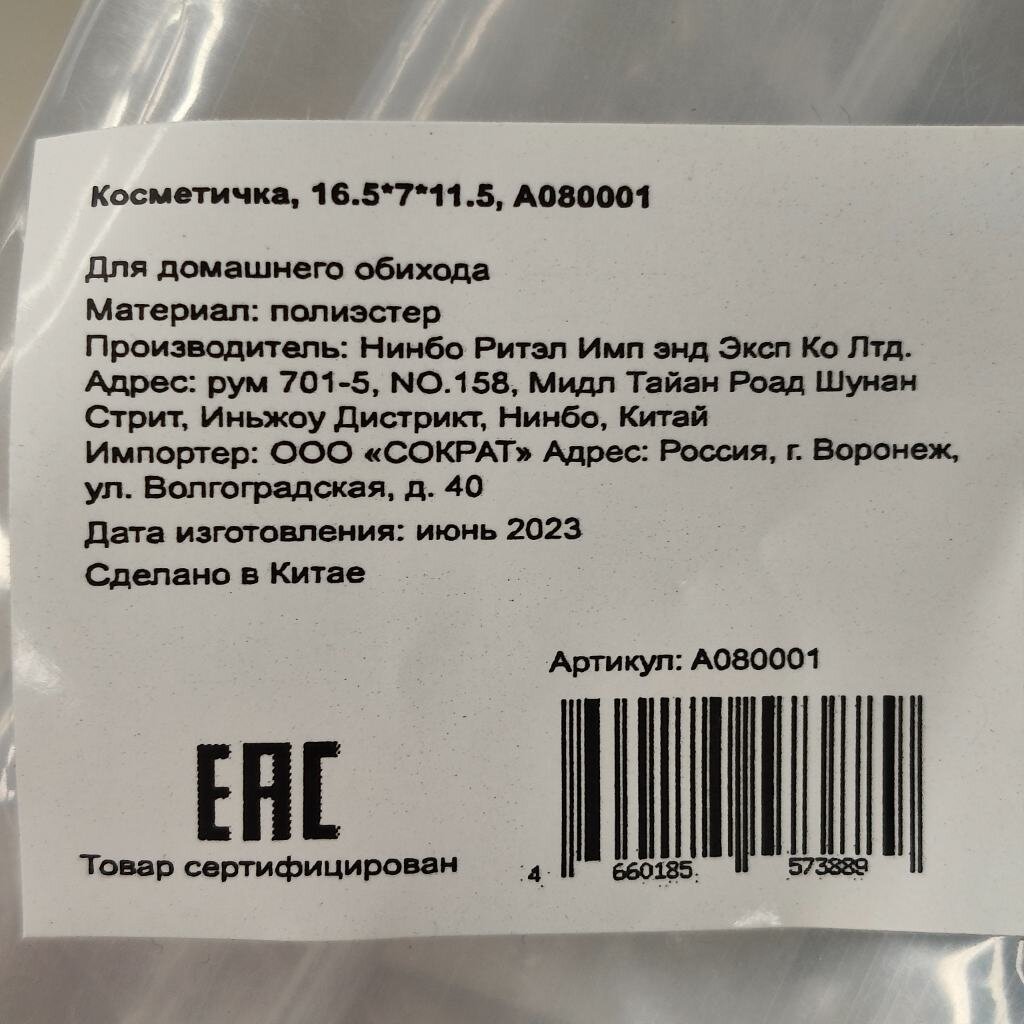 Косметичка, 16.5*7*11.5, А080001
Для домашнего обихода
Материал: полиэстер
Производитель: Нинбо Ритэл Имп энд Эксп Ко Лтд.
Адрес: рум 701-5, NO.158, Мидл Тайан Роад Шунан
Стрит, Иньжоу Дистрикт, Нинбо, Китай
Импортер: ООО «СОКРАТ» Адрес: Россия, г. Воронеж,
ул. Волгоградская, д. 40
Дата изготовления: июнь 2023
Сделано в Китае
Артикул: А080001
EAC
Товар сертифицирован
4 660185 573889